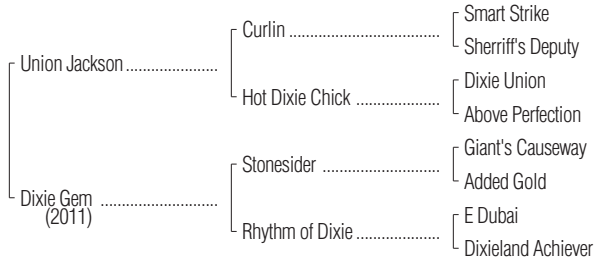 Smart Strike
Curlin
Sherriff's Deputy
Union Jackson
Dixie Union
Hot Dixie Chick
Above Perfection
Giant's Causeway
Stonesider
Added Gold
Dixie Gem
(2011)
E Dubai
Rhythm of Dixie
Dixieland Achiever